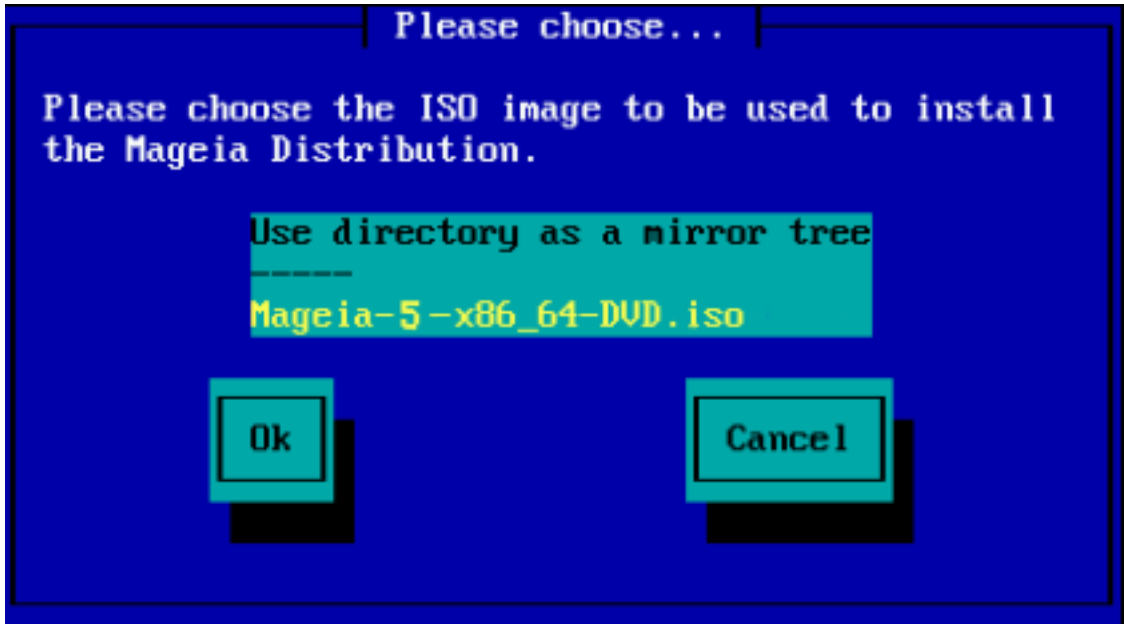 Please choose...
Please choose the ISO image to be used to install
the Mageia Distribution.
Use directory as a mirror tree
-----
Mageia-5-x86_64-DVD.iso
Ok
Cancel